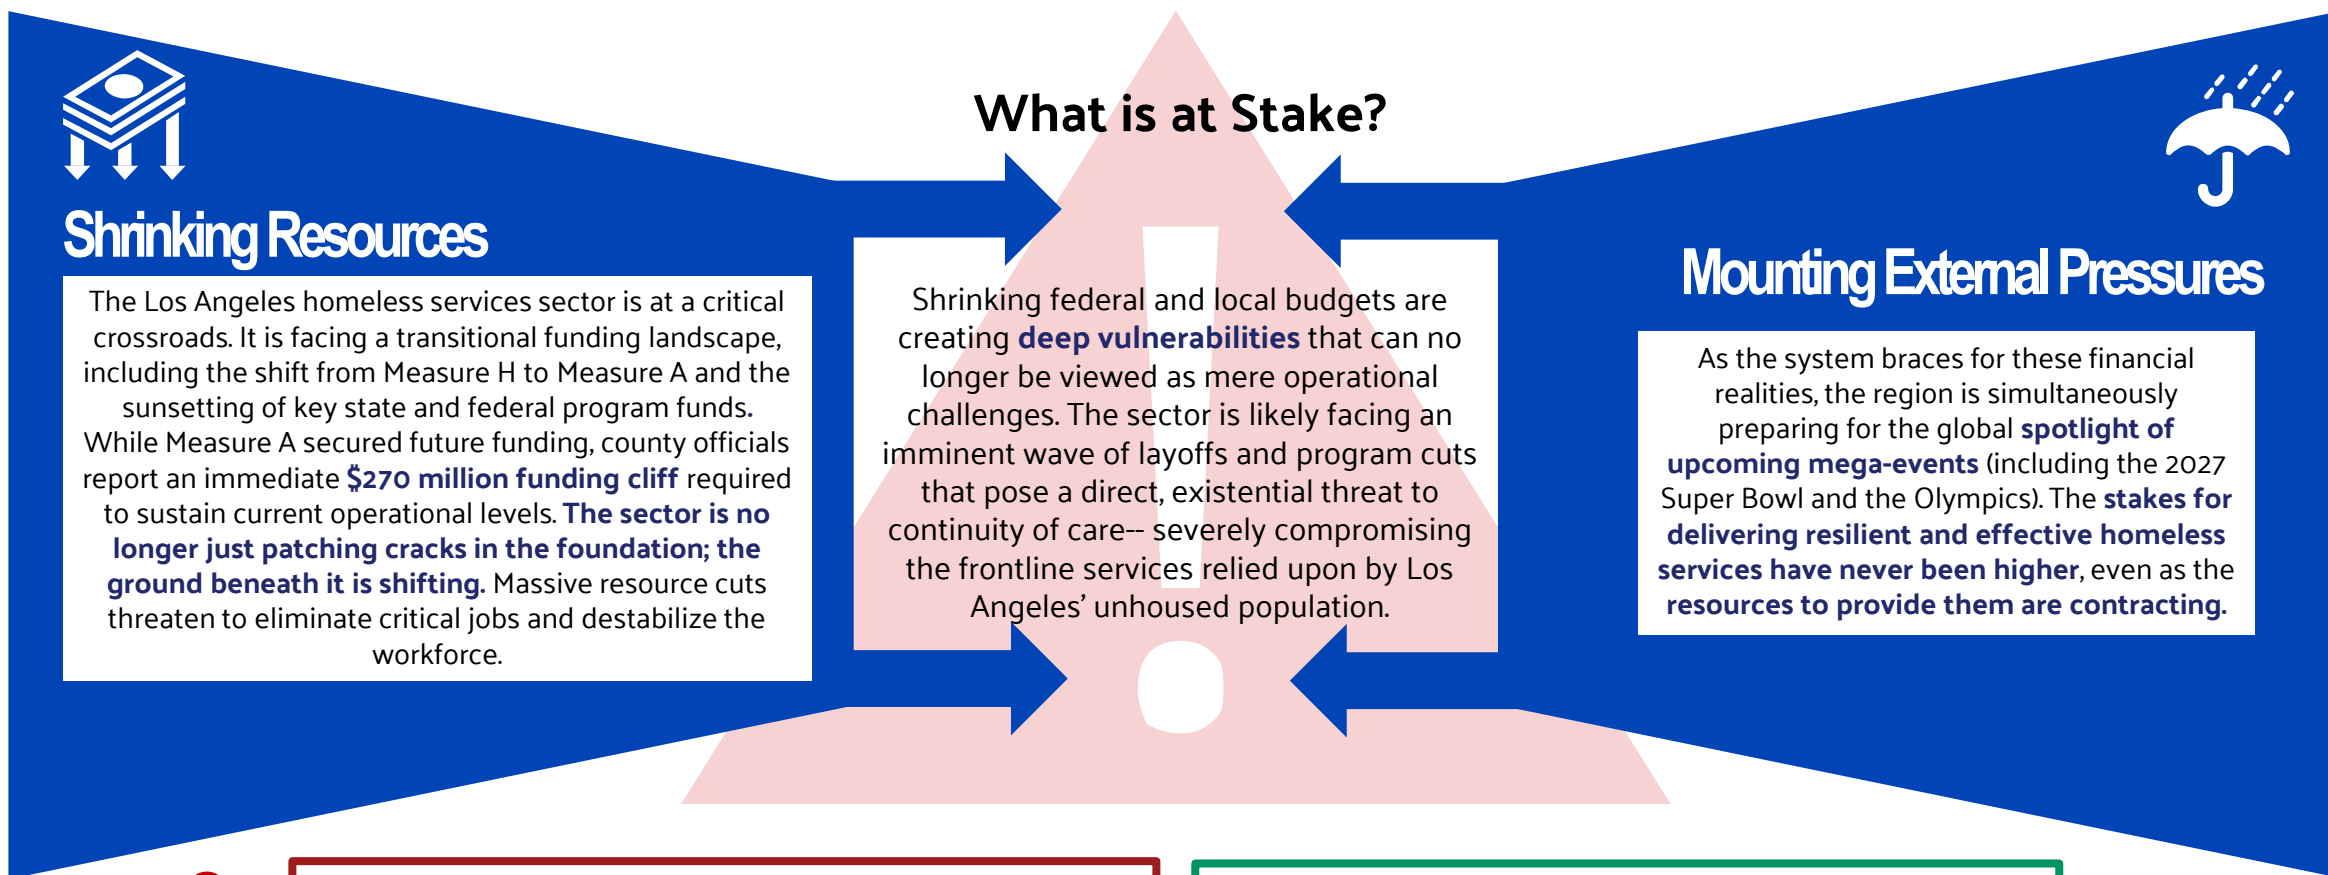 What is at Stake?
Shrinking Resources
The Los Angeles homeless services sector is at a critical
crossroads. It is facing a transitional funding landscape,
including the shift from Measure H to Measure A and the
sunsetting of key state and federal program funds.
While Measure A secured future funding, county officials
report an immediate $270 million funding cliff required
to sustain current operational levels. The sector is no
longer just patching cracks in the foundation; the
ground beneath it is shifting. Massive resource cuts
threaten to eliminate critical jobs and destabilize the
workforce.
Shrinking federal and local budgets are
creating deep vulnerabilities that can no
longer be viewed as mere operational
challenges. The sector is likely facing an
imminent wave of layoffs and program cuts
that pose a direct, existential threat to
continuity of care-- severely compromising
the frontline services relied upon by Los
Angeles’ unhoused population.
Mounting External Pressures
As the system braces for these financial
realities, the region is simultaneously
preparing for the global spotlight of
upcoming mega-events (including the 2027
Super Bowl and the Olympics). The stakes for
delivering resilient and effective homeless
services have never been higher, even as the
resources to provide them are contracting.